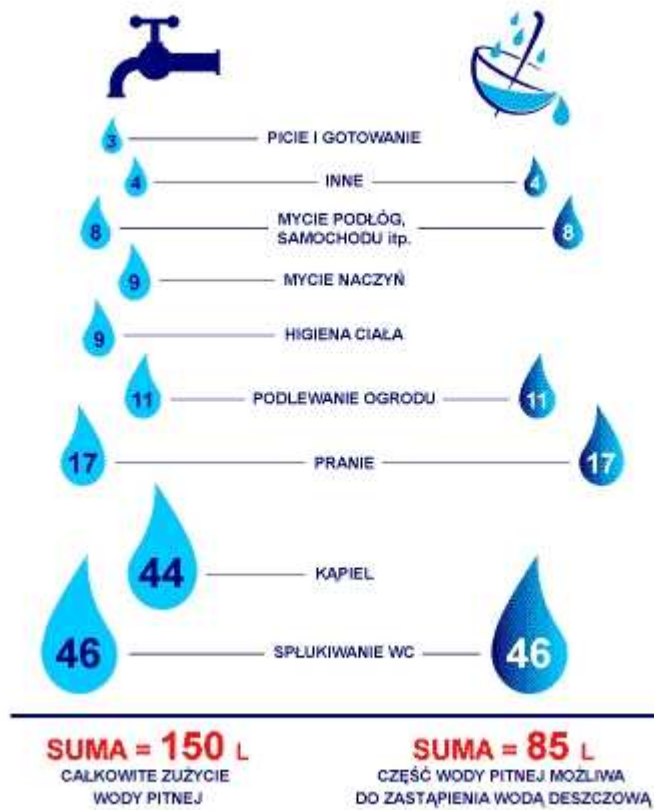 3 PICIE I GOTOWANIE
4 INNE 4
8 MYCIE PODŁÓG, 8
SAMOCHODU itp.
9 MYCIE NACZYŃ
9 HIGIENA CIAŁA
11 PODLEWANIE OGRODU 11
17 PRANIE 17
44 KĄPIEL
46 SPŁUKIWANIE WC 46
SUMA = 150 L
CAŁKOWITE ZUŻYCIE
WODY PITNEJ
SUMA = 85 L
CZĘŚĆ WODY PITNEJ MOŻLIWA
DO ZASTĄPIENIA WODĄ DESZCZOWĄ